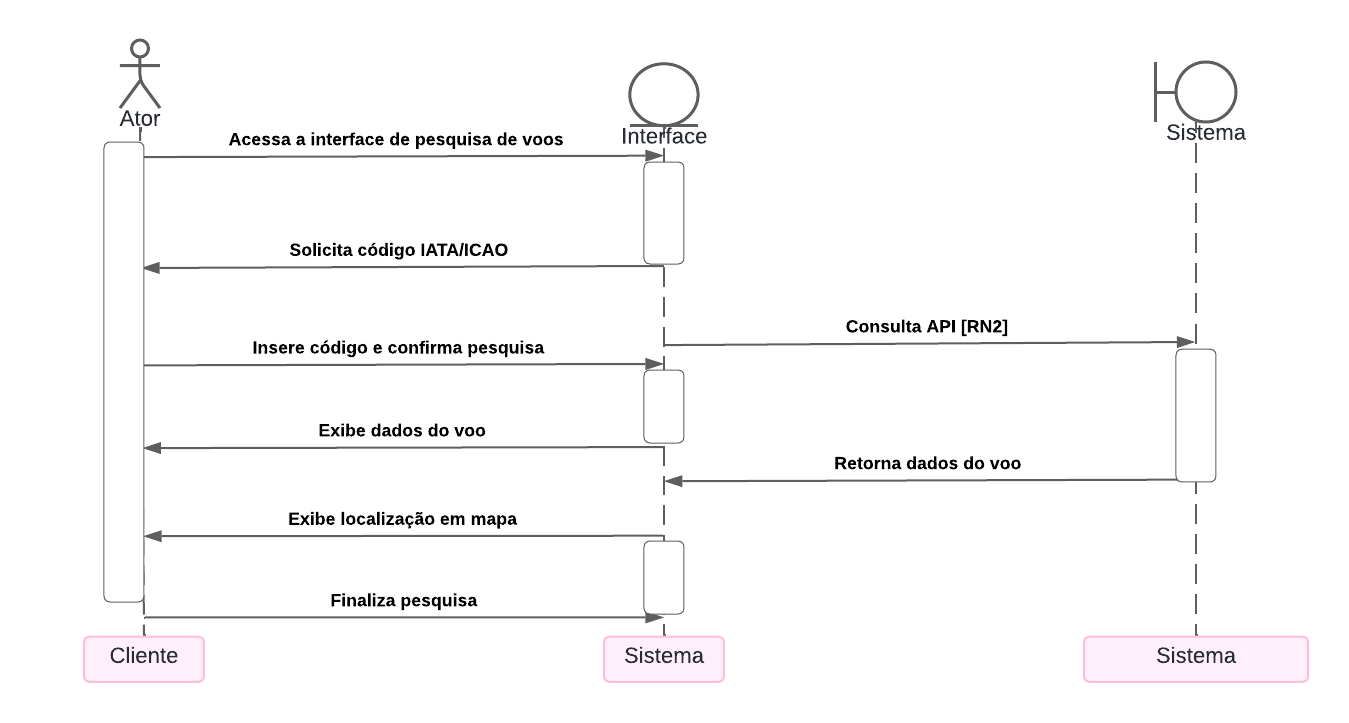 Ator
Interface
Sistema
Acessa a interface de pesquisa de voos
Solicita código IATA/ICAO
Consulta API [RN2]
Insere código e confirma pesquisa
Exibe dados do voo
Retorna dados do voo
Exibe localização em mapa
Finaliza pesquisa
Cliente
Sistema
Sistema